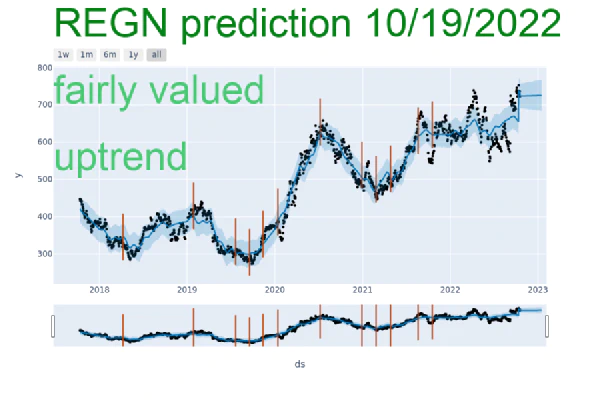 REGN prediction 10/19/2022
1w 1m 6m 1y all
800
fairly valued
700
600
uptrend
500
400
300
y
2018 2019 2020 2021 2022 2023
ds